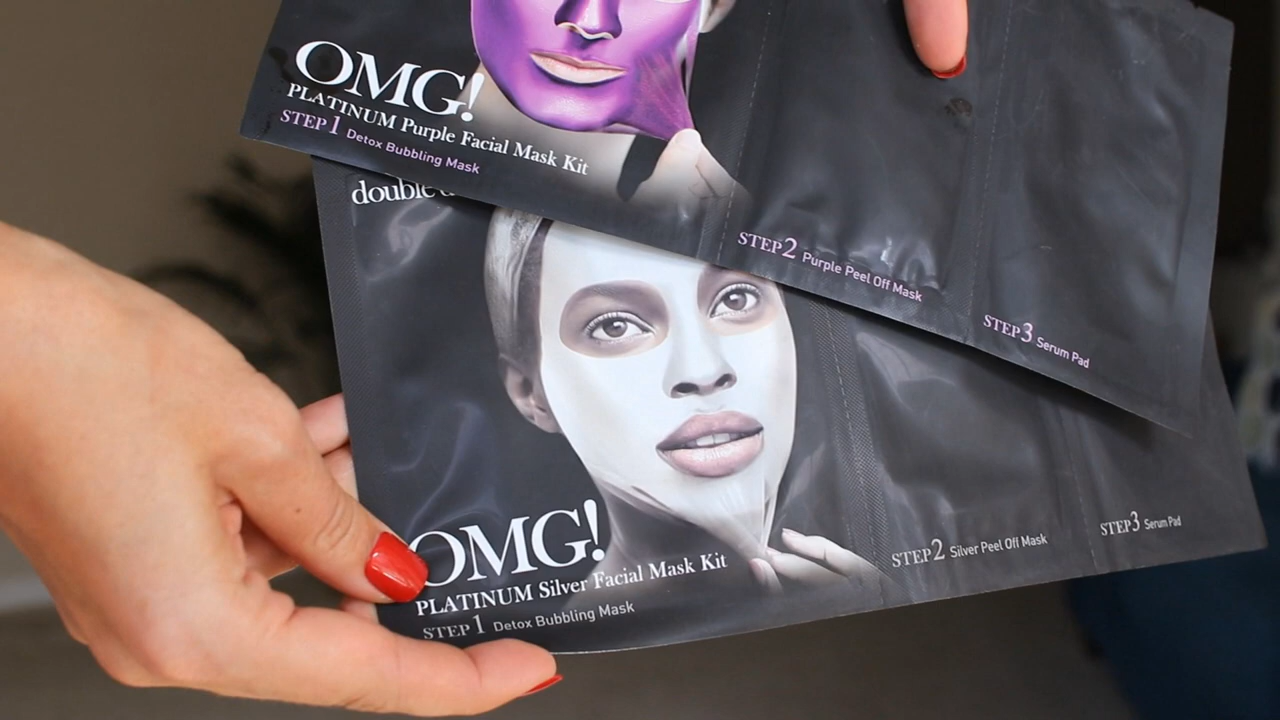 OMG!
PLATINUM Purple Facial Mask Kit
STEP 1 Detox Bubbling Mask
STEP 2 Purple Peel Off Mask
STEP 3 Serum Pad
double
OMG!
PLATINUM Silver Facial Mask Kit
STEP 1 Detox Bubbling Mask
STEP 2 Silver Peel Off Mask
STEP 3 Serum Pad